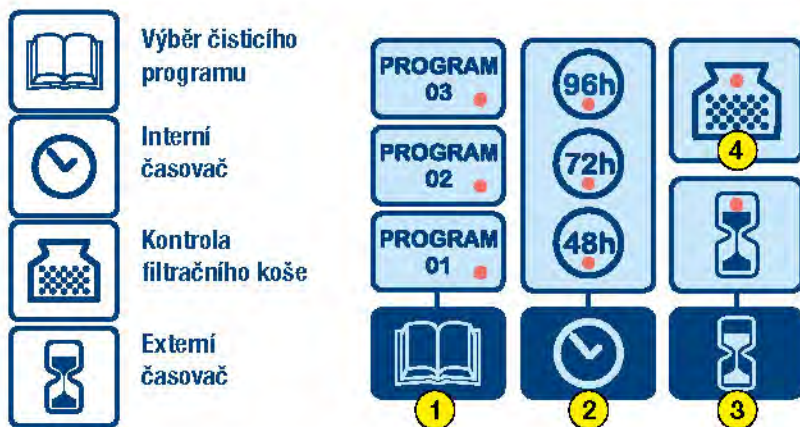 Výběr čisticího
programu
Interní
časovač
Kontrola
filtračního koše
Externí
časovač
PROGRAM
03
PROGRAM
02
PROGRAM
01
1
96h
72h
48h
2
4
3